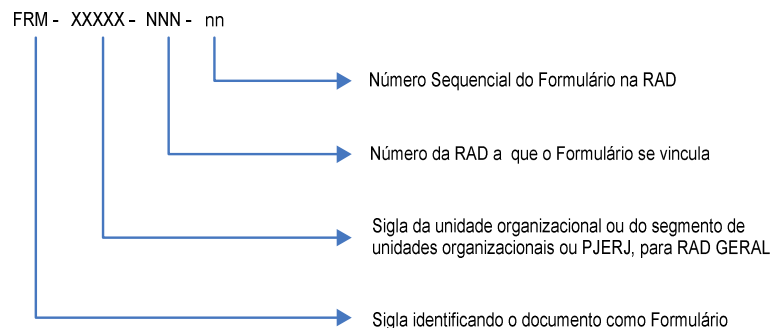 FRM - XXXXX - NNN - nn
Número Sequencial do Formulário na RAD
Número da RAD a que o Formulário se vincula
Sigla da unidade organizacional ou do segmento de
unidades organizacionais ou PJERJ, para RAD GERAL
Sigla identificando o documento como Formulário